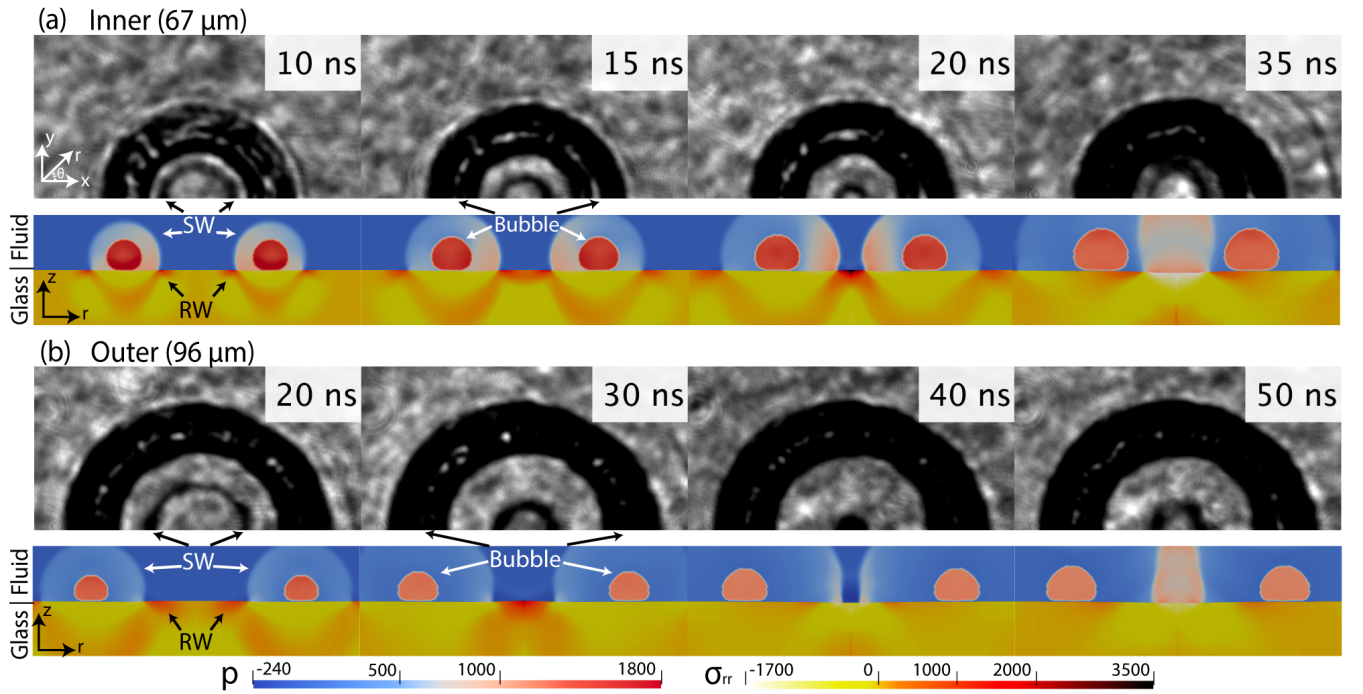 (a) Inner (67 µm)
10 ns 15 ns 20 ns 35 ns
y r θ x
SW Bubble
RW
Glass | Fluid
z r
(b) Outer (96 µm)
20 ns 30 ns 40 ns 50 ns
SW Bubble
RW
Glass | Fluid
z r
p -240 500 1000 1800 σrr -1700 0 1000 2000 3500